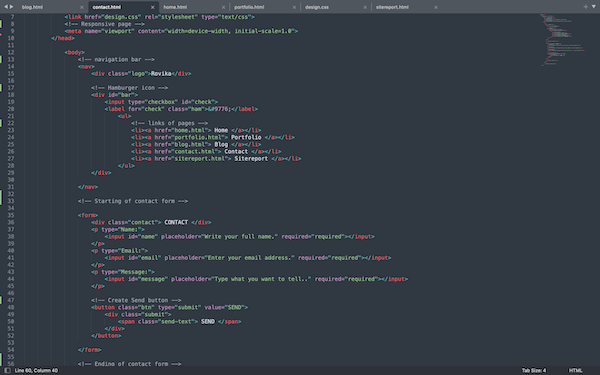 blog.html × contact.html × home.html × portfolio.html × design.css × sitereport.html ×
7 <link href="design.css" rel="stylesheet" type="text/css">
8 <!-- Responsive page -->
9 <meta name="viewport" content="width=device-width, initial-scale=1.0">
10 </head>
11
12 <body>
13 <!-- navigation bar -->
14 <nav>
15 <div class="logo">Rovika</div>
16
17 <!-- Hamburger icon -->
18 <div id="bar">
19 <input type="checkbox" id="check">
20 <label for="check" class="ham">&#9776;</label>
21 <ul>
22 <!-- links of pages -->
23 <li><a href="home.html"> Home </a></li>
24 <li><a href="portfolio.html"> Portfolio </a></li>
25 <li><a href="blog.html"> Blog </a></li>
26 <li><a href="contact.html"> Contact </a></li>
27 <li><a href="sitereport.html"> Sitereport </a></li>
28 </ul>
29 </div>
30
31 </nav>
32
33 <!-- Starting of contact form -->
34
35 <form>
36 <div class="contact"> CONTACT </div>
37 <p type="Name:">
38 <input id="name" placeholder="Write your full name." required="required"></input>
39 </p>
40 <p type="Email:">
41 <input id="email" placeholder="Enter your email address." required="required"></input>
42 </p>
43 <p type="Message:">
44 <input id="message" placeholder="Type what you want to tell.." required="required"></input>
45 </p>
46
47 <!-- Create Send button -->
48 <button class="btn" type="submit" value="SEND">
49 <div class="submit">
50 <span class="send-text"> SEND </span>
51 </div>
52 </button>
53
54 </form>
55
56 <!-- Ending of contact form -->
Line 60, Column 40 Tab Size: 4 HTML